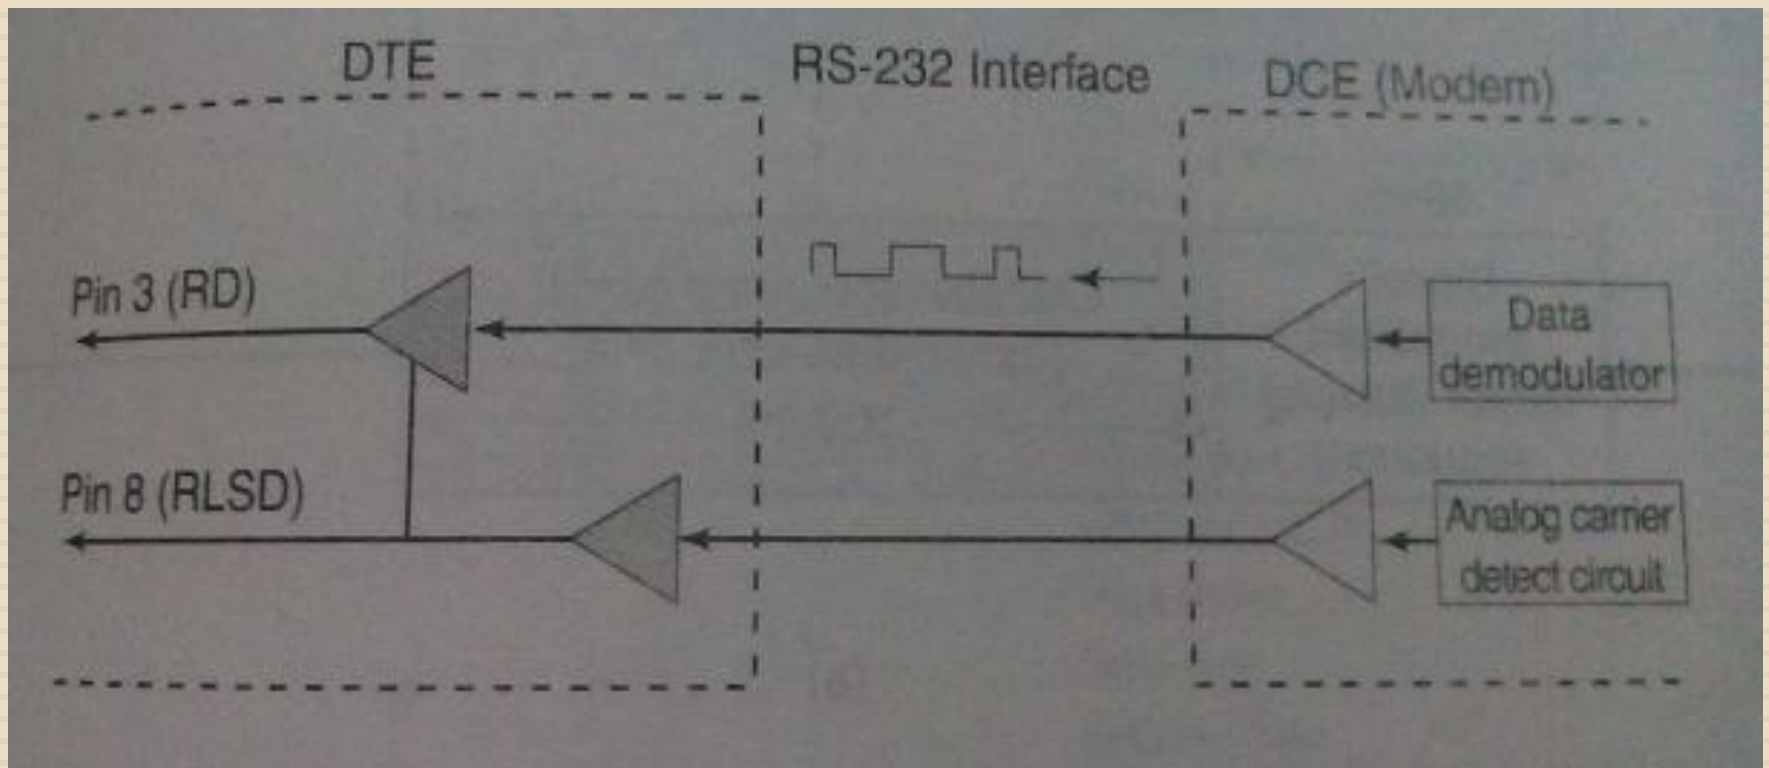 DTE
RS-232 Interface
DCE (Modem)
Pin 3 (RD)
Data
demodulator
Pin 8 (RLSD)
Analog carrier
detect circuit